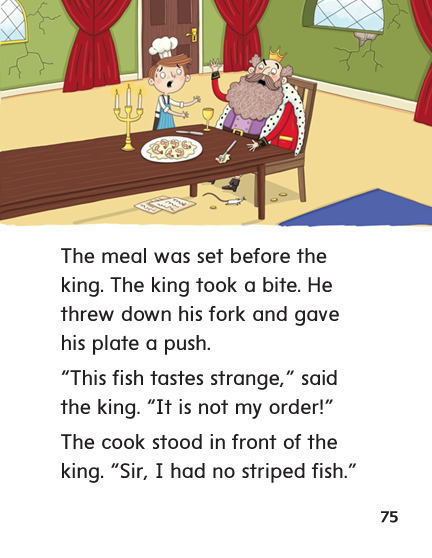 The meal was set before the
king. The king took a bite. He
threw down his fork and gave
his plate a push.
“This fish tastes strange,” said
the king. “It is not my order!”
The cook stood in front of the
king. “Sir, I had no striped fish.”
75